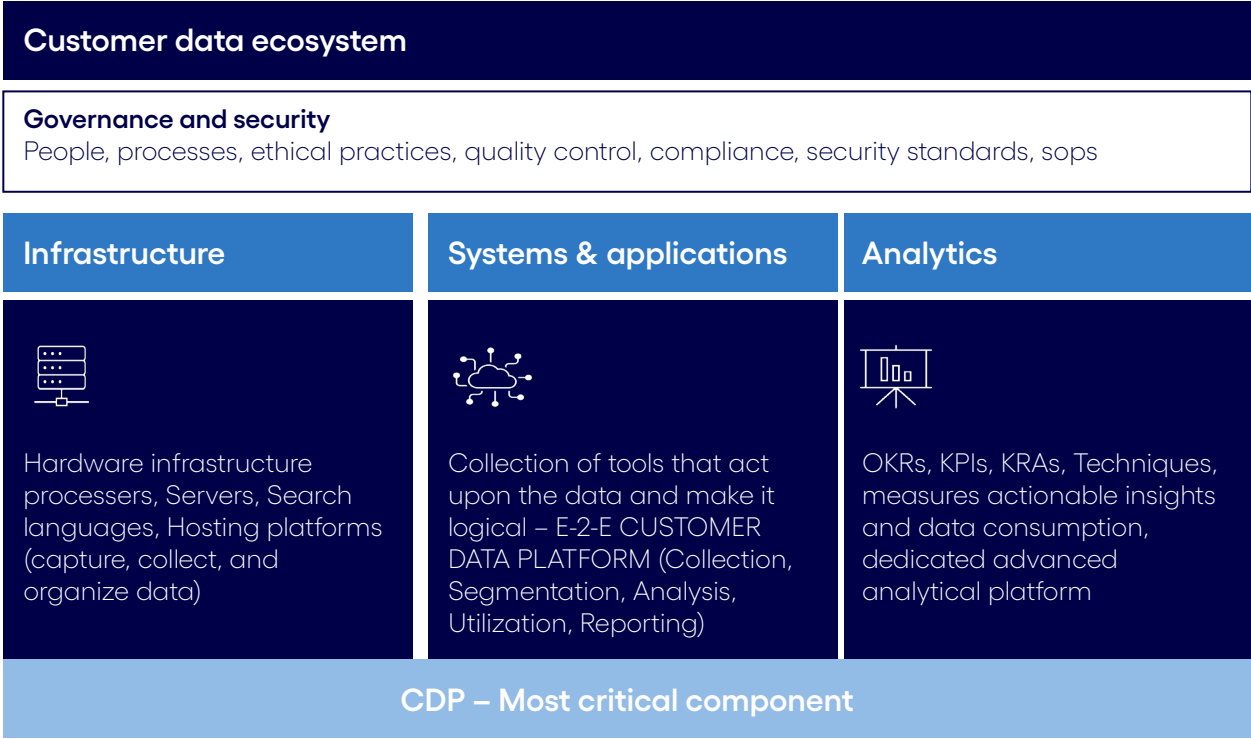 Customer data ecosystem
Governance and security
People, processes, ethical practices, quality control, compliance, security standards, sops
Infrastructure
Hardware infrastructure
processers, Servers, Search
languages, Hosting platforms
(capture, collect, and
organize data)
Systems & applications
Collection of tools that act
upon the data and make it
logical – E-2-E CUSTOMER
DATA PLATFORM (Collection,
Segmentation, Analysis,
Utilization, Reporting)
Analytics
OKRs, KPIs, KRAs, Techniques,
measures actionable insights
and data consumption,
dedicated advanced
analytical platform
CDP – Most critical component